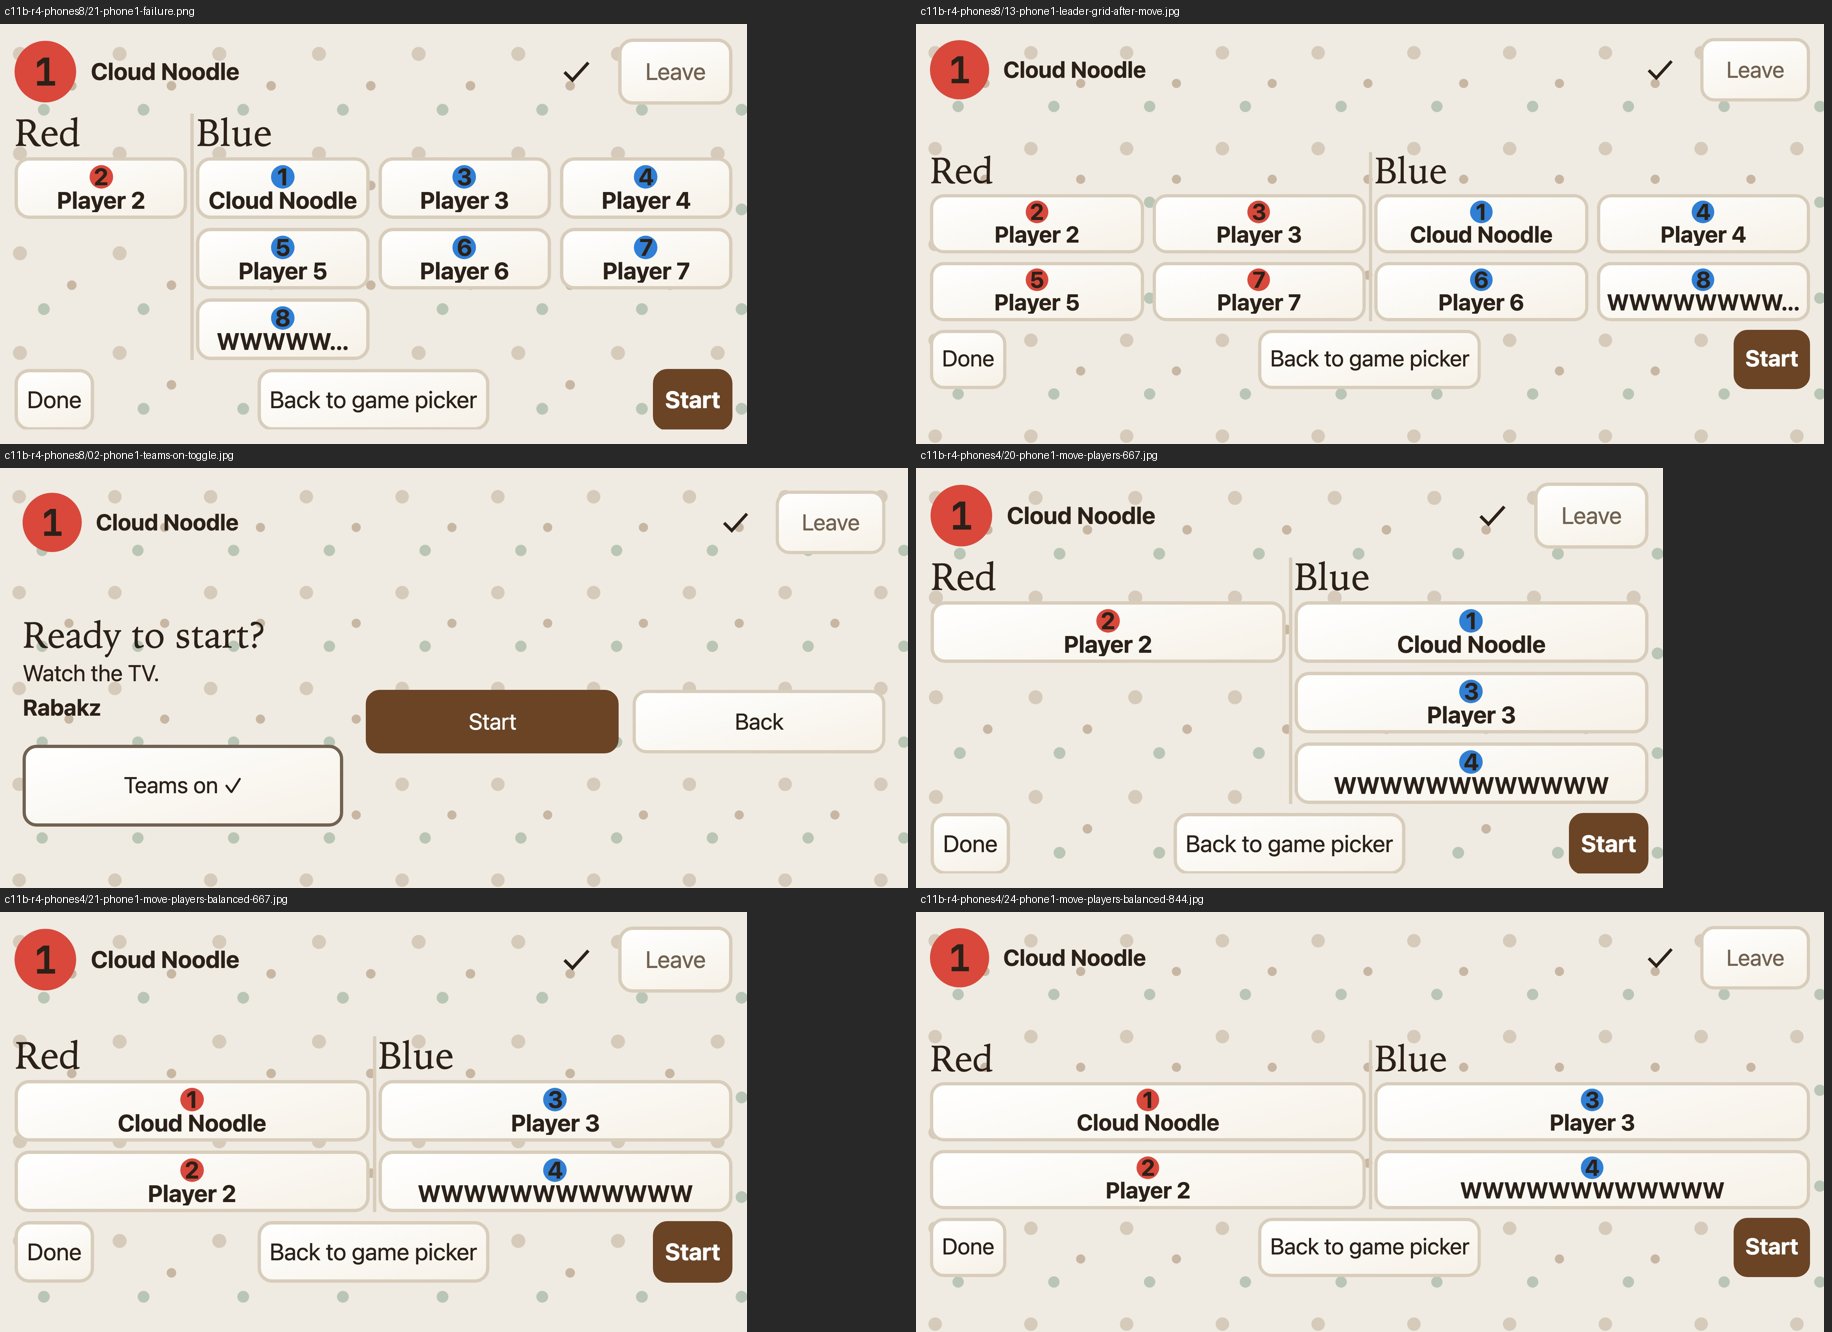 c11b-r4-phones8/21-phone1-failure.png
1 Cloud Noodle ✓ Leave
Red Blue
2 1 3 4
Player 2 Cloud Noodle Player 3 Player 4
5 6 7
Player 5 Player 6 Player 7
8
WWWWW...
Done Back to game picker Start
c11b-r4-phones8/13-phone1-leader-grid-after-move.jpg
1 Cloud Noodle ✓ Leave
Red Blue
2 3 1 4
Player 2 Player 3 Cloud Noodle Player 4
5 7 6 8
Player 5 Player 7 Player 6 WWWWWWWW...
Done Back to game picker Start
c11b-r4-phones8/02-phone1-teams-on-toggle.jpg
1 Cloud Noodle ✓ Leave
Ready to start?
Watch the TV.
Rabakz
Start Back
Teams on ✓
c11b-r4-phones4/20-phone1-move-players-667.jpg
1 Cloud Noodle ✓ Leave
Red Blue
2 1
Player 2 Cloud Noodle
3
Player 3
4
WWWWWWWWWWWW
Done Back to game picker Start
c11b-r4-phones4/21-phone1-move-players-balanced-667.jpg
1 Cloud Noodle ✓ Leave
Red Blue
1 3
Cloud Noodle Player 3
2 4
Player 2 WWWWWWWWWWWW
Done Back to game picker Start
c11b-r4-phones4/24-phone1-move-players-balanced-844.jpg
1 Cloud Noodle ✓ Leave
Red Blue
1 3
Cloud Noodle Player 3
2 4
Player 2 WWWWWWWWWWWW
Done Back to game picker Start